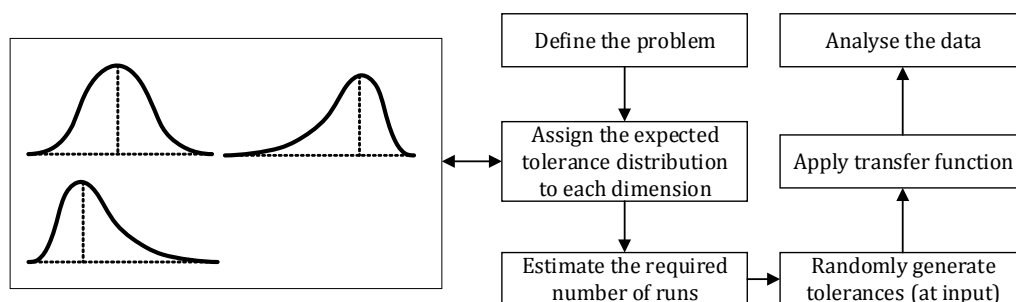 Define the problem
Assign the expected
tolerance distribution
to each dimension
Estimate the required
number of runs
Randomly generate
tolerances (at input)
Apply transfer function
Analyse the data